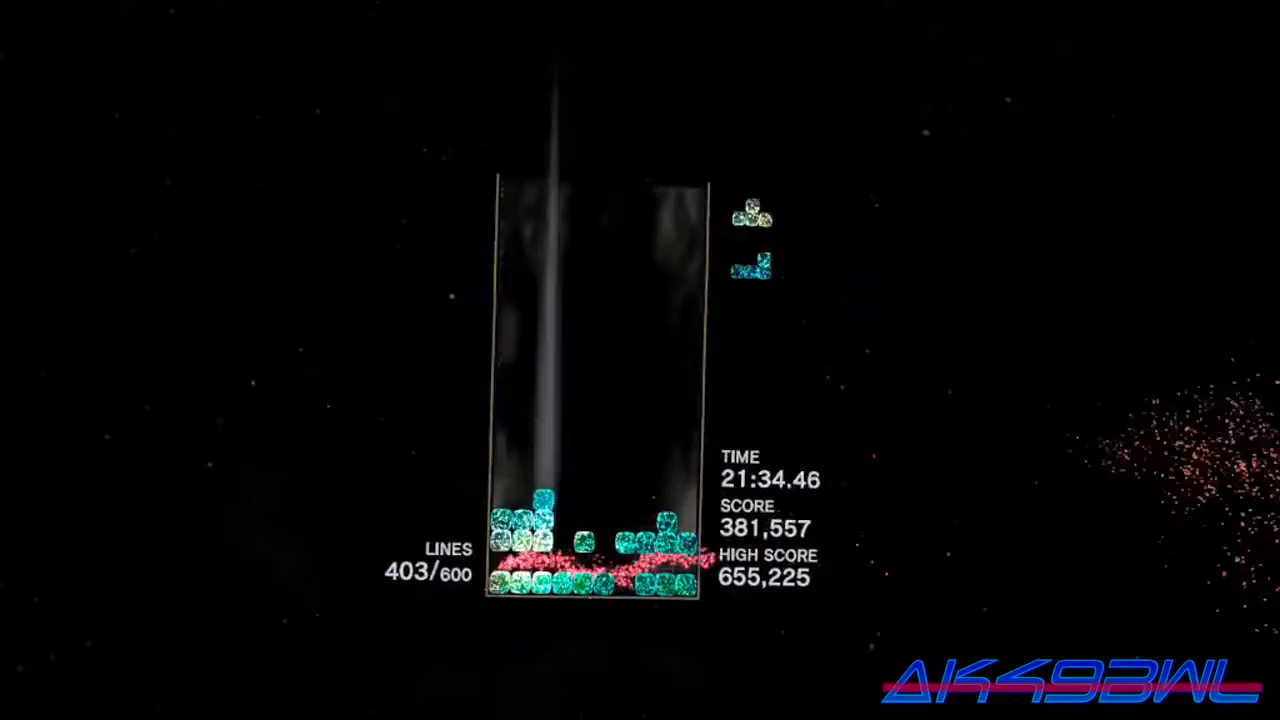 LINES
403/600
TIME
21:34.46
SCORE
381,557
HIGH SCORE
655,225
AK49BWL